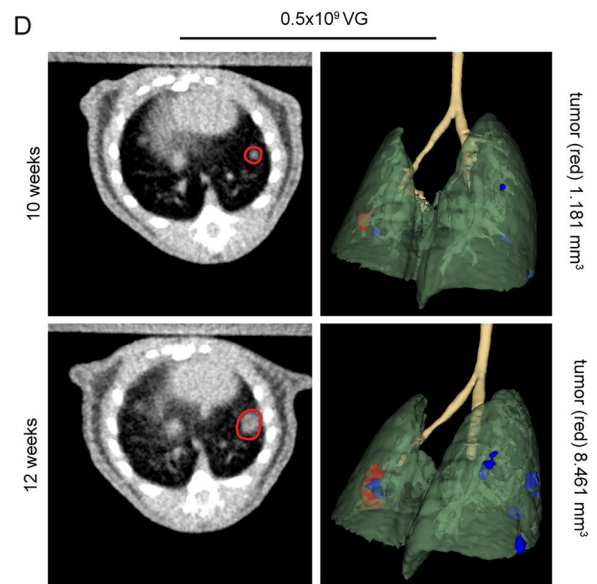 D
0.5x10⁹ VG
10 weeks
tumor (red) 1.181 mm³
12 weeks
tumor (red) 8.461 mm³